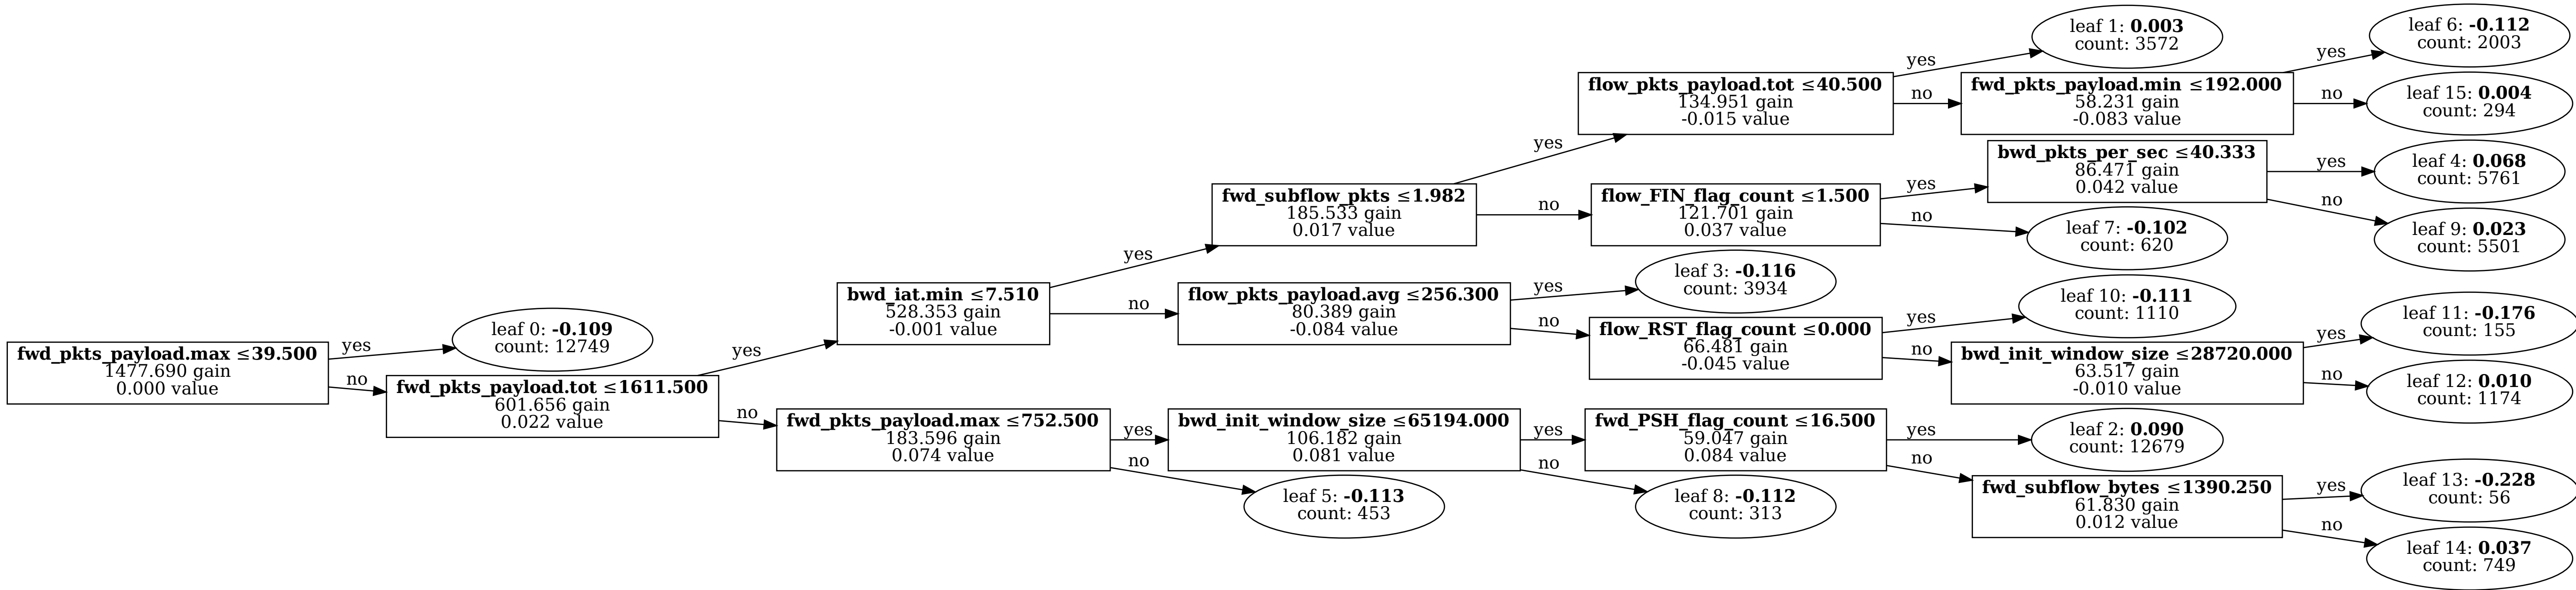 fwd_pkts_payload.max ≤39.500
1477.690 gain
0.000 value
yes
no
leaf 0: -0.109
count: 12749
fwd_pkts_payload.tot ≤1611.500
601.656 gain
0.022 value
yes
no
bwd_iat.min ≤7.510
528.353 gain
-0.001 value
yes
no
fwd_subflow_pkts ≤1.982
185.533 gain
0.017 value
yes
no
flow_pkts_payload.tot ≤40.500
134.951 gain
-0.015 value
yes
no
leaf 1: 0.003
count: 3572
fwd_pkts_payload.min ≤192.000
58.231 gain
-0.083 value
yes
no
leaf 6: -0.112
count: 2003
leaf 15: 0.004
count: 294
flow_FIN_flag_count ≤1.500
121.701 gain
0.037 value
yes
no
bwd_pkts_per_sec ≤40.333
86.471 gain
0.042 value
yes
no
leaf 4: 0.068
count: 5761
leaf 9: 0.023
count: 5501
leaf 7: -0.102
count: 620
flow_pkts_payload.avg ≤256.300
80.389 gain
-0.084 value
yes
no
leaf 3: -0.116
count: 3934
flow_RST_flag_count ≤0.000
66.481 gain
-0.045 value
yes
no
leaf 10: -0.111
count: 1110
bwd_init_window_size ≤28720.000
63.517 gain
-0.010 value
yes
no
leaf 11: -0.176
count: 155
leaf 12: 0.010
count: 1174
fwd_pkts_payload.max ≤752.500
183.596 gain
0.074 value
yes
no
bwd_init_window_size ≤65194.000
106.182 gain
0.081 value
yes
no
leaf 5: -0.113
count: 453
fwd_PSH_flag_count ≤16.500
59.047 gain
0.084 value
yes
no
leaf 8: -0.112
count: 313
leaf 2: 0.090
count: 12679
fwd_subflow_bytes ≤1390.250
61.830 gain
0.012 value
yes
no
leaf 13: -0.228
count: 56
leaf 14: 0.037
count: 749